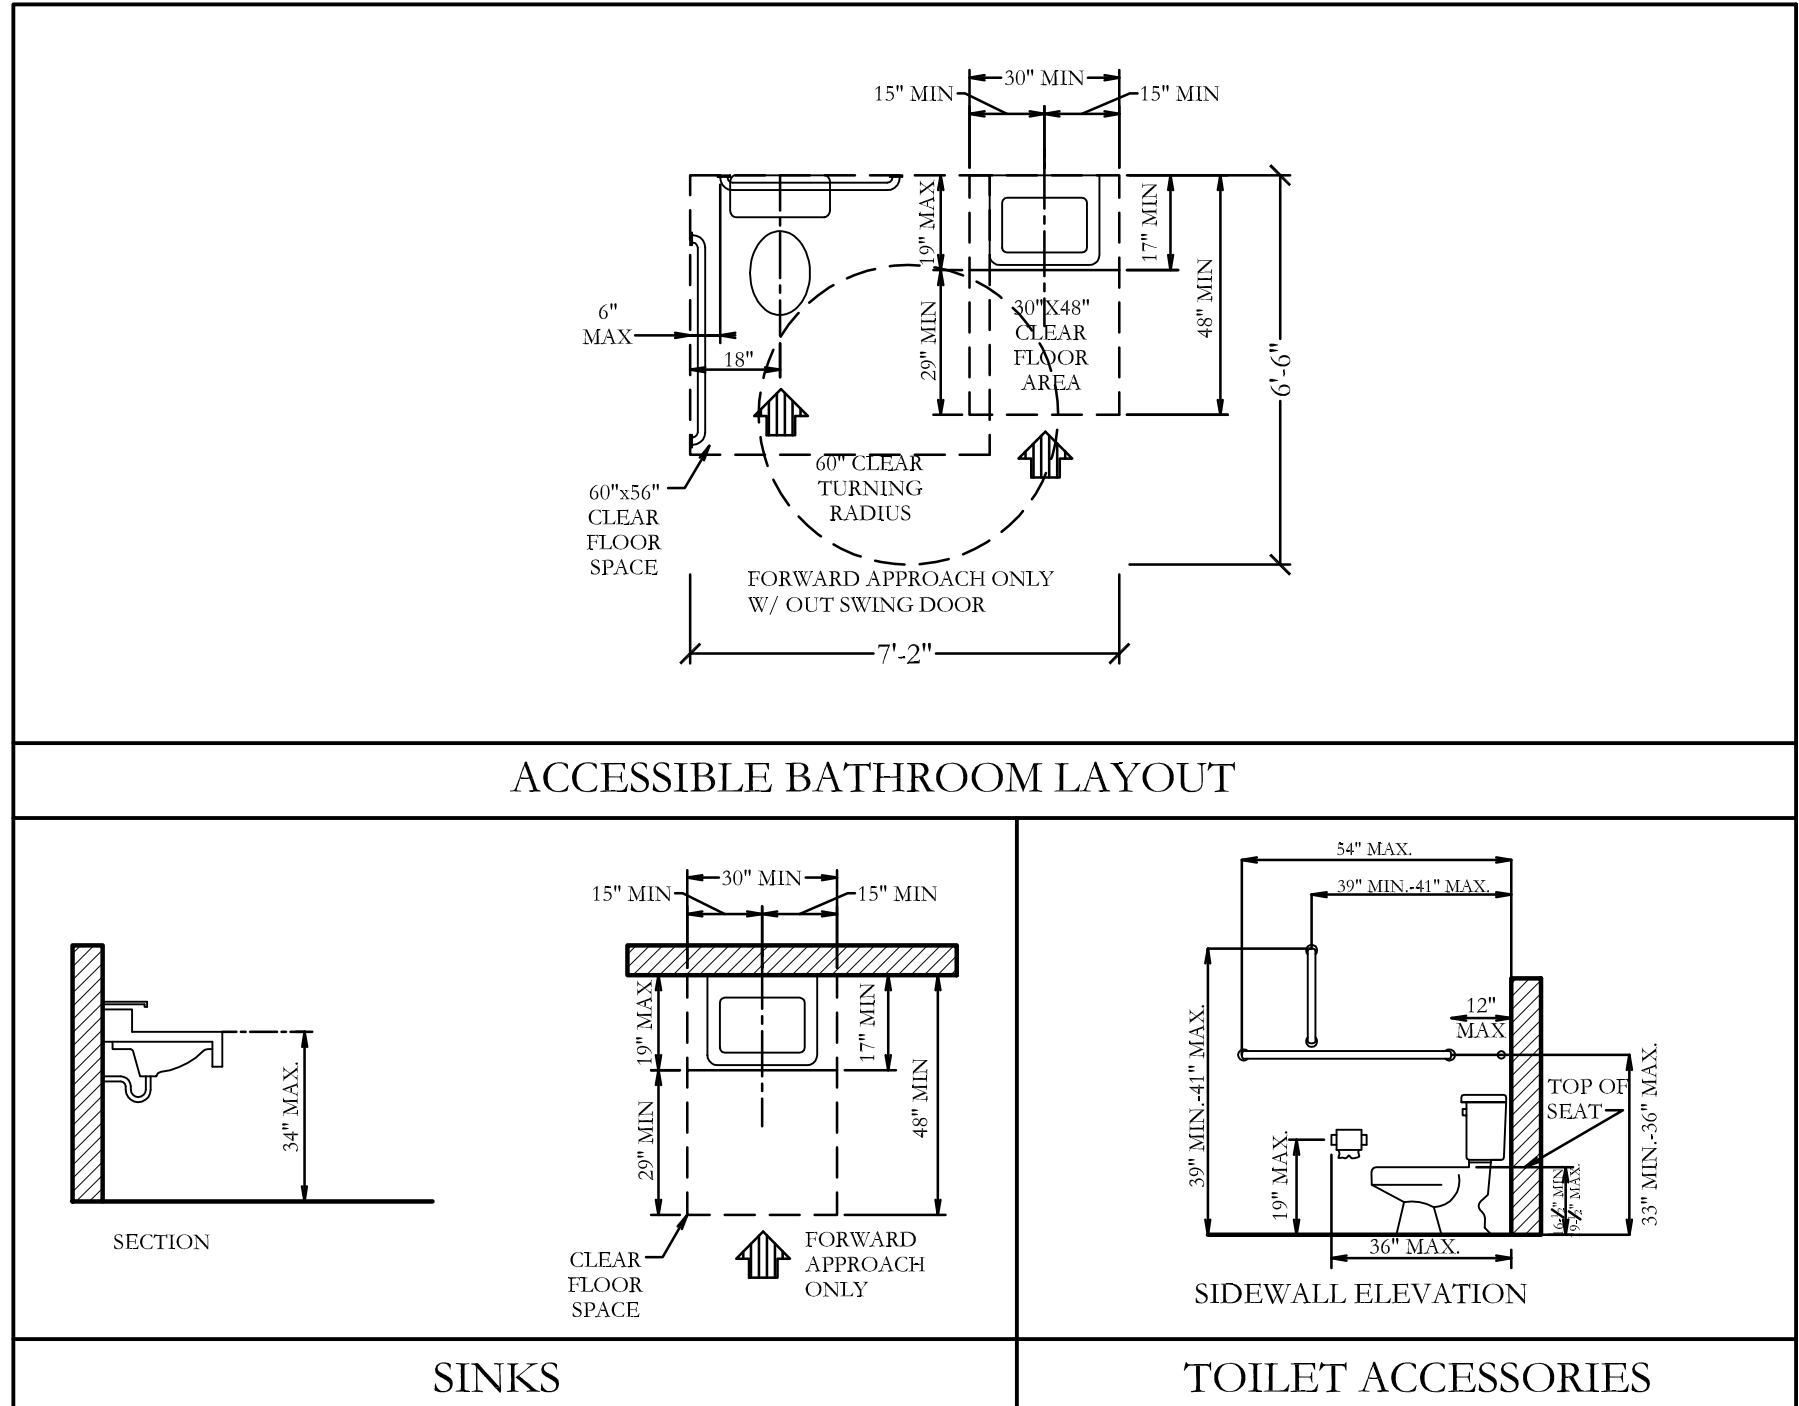 30" MIN
15" MIN
15" MIN
19" MAX
17" MIN
48" MIN
29" MIN
30"X48"
CLEAR
FLOOR
AREA
6"
MAX
18"
6'-6"
60" CLEAR
TURNING
RADIUS
60"x56"
CLEAR
FLOOR
SPACE
FORWARD APPROACH ONLY
W/ OUT SWING DOOR
7'-2"
ACCESSIBLE BATHROOM LAYOUT
34" MAX.
SECTION
30" MIN
15" MIN
15" MIN
19" MAX
17" MIN
29" MIN
48" MIN
CLEAR
FLOOR
SPACE
FORWARD
APPROACH
ONLY
SINKS
54" MAX.
39" MIN.-41" MAX.
39" MIN.-41" MAX.
12"
MAX
TOP OF
SEAT
19" MAX.
33" MIN.-36" MAX.
36" MAX.
SIDEWALL ELEVATION
TOILET ACCESSORIES